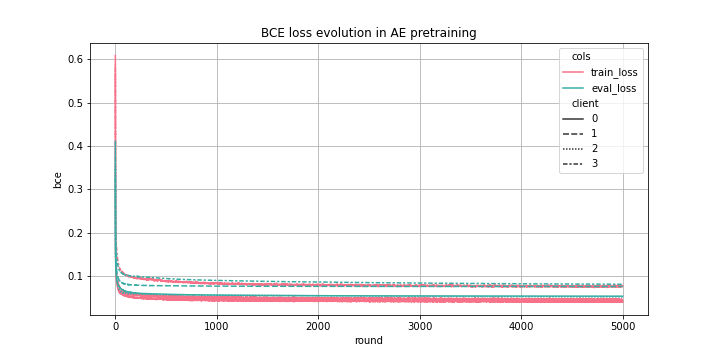 BCE loss evolution in AE pretraining
cols
train_loss
eval_loss
client
0
1
2
3
bce
0.6
0.5
0.4
0.3
0.2
0.1
0 1000 2000 3000 4000 5000
round